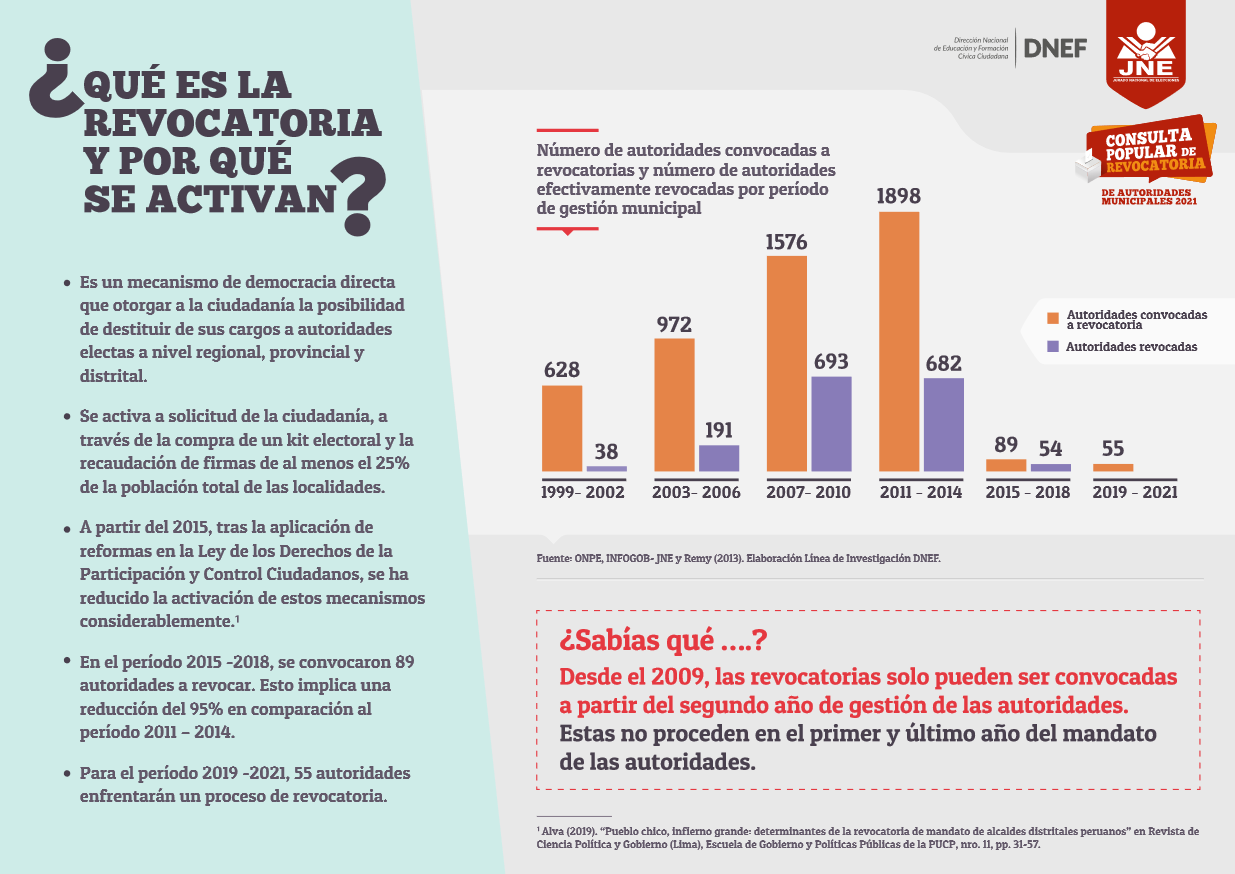 ¿QUÉ ES LA
REVOCATORIA
Y POR QUÉ
SE ACTIVAN?
• Es un mecanismo de democracia directa
que otorgar a la ciudadanía la posibilidad
de destituir de sus cargos a autoridades
electas a nivel regional, provincial y
distrital.
• Se activa a solicitud de la ciudadanía, a
través de la compra de un kit electoral y la
recaudación de firmas de al menos el 25%
de la población total de las localidades.
• A partir del 2015, tras la aplicación de
reformas en la Ley de los Derechos de la
Participación y Control Ciudadanos, se ha
reducido la activación de estos mecanismos
considerablemente.¹
• En el período 2015 -2018, se convocaron 89
autoridades a revocar. Esto implica una
reducción del 95% en comparación al
período 2011 – 2014.
• Para el período 2019 -2021, 55 autoridades
enfrentarán un proceso de revocatoria.
Dirección Nacional
de Educación y Formación
Cívica Ciudadana
DNEF
JNE
JURADO NACIONAL DE ELECCIONES
CONSULTA
POPULAR DE
REVOCATORIA
DE AUTORIDADES
MUNICIPALES 2021
Número de autoridades convocadas a
revocatorias y número de autoridades
efectivamente revocadas por período
de gestión municipal
628
38
972
191
1576
693
1898
682
89
54
55
1999- 2002
2003- 2006
2007- 2010
2011 - 2014
2015 - 2018
2019 - 2021
Autoridades convocadas
a revocatoria
Autoridades revocadas
Fuente: ONPE, INFOGOB- JNE y Remy (2013). Elaboración Línea de Investigación DNEF.
¿Sabías qué ....?
Desde el 2009, las revocatorias solo pueden ser convocadas
a partir del segundo año de gestión de las autoridades.
Estas no proceden en el primer y último año del mandato
de las autoridades.
¹ Alva (2019). “Pueblo chico, infierno grande: determinantes de la revocatoria de mandato de alcaldes distritales peruanos” en Revista de
Ciencia Política y Gobierno (Lima), Escuela de Gobierno y Políticas Públicas de la PUCP, nro. 11, pp. 31-57.